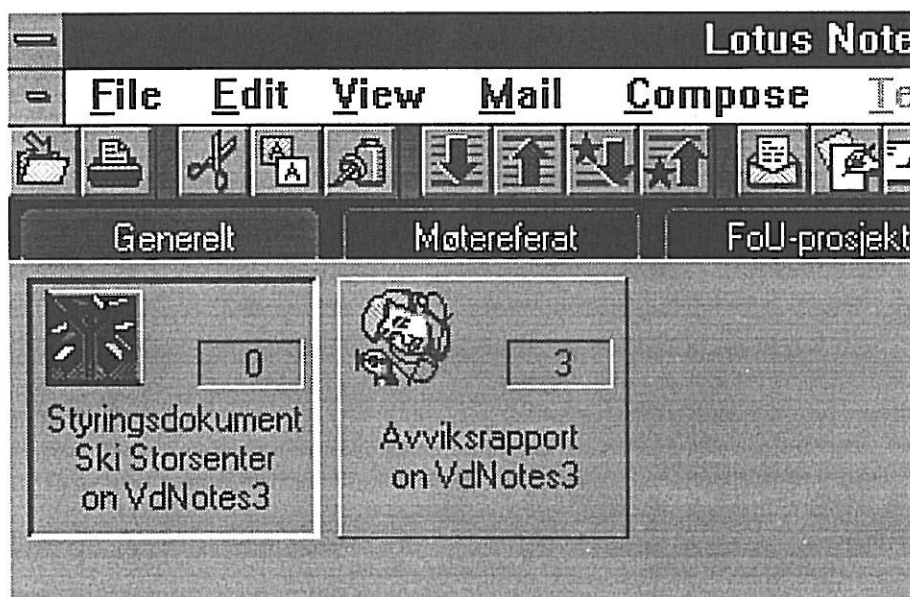 Lotus Note
File Edit View Mail Compose Te
Generelt Møtereferat FoU-prosjekt
0
3
Styringsdokument
Ski Storsenter
on VdNotes3
Avviksrapport
on VdNotes3